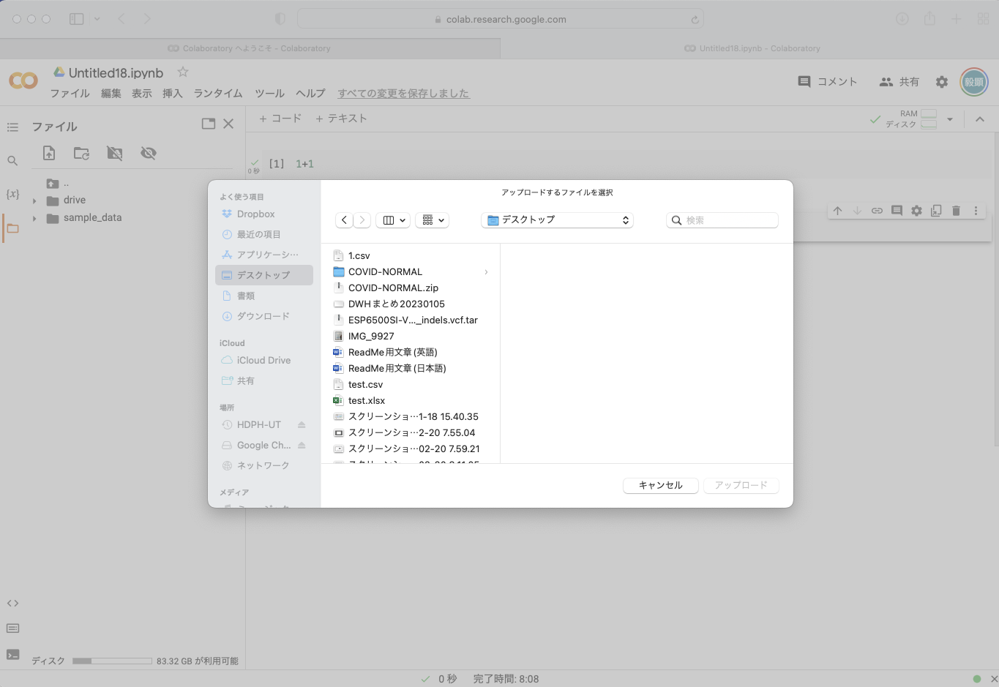 colab.research.google.com
Colaboratory へようこそ - Colaboratory
Untitled18.ipynb - Colaboratory
Untitled18.ipynb
ファイル 編集 表示 挿入 ランタイム ツール ヘルプ すべての変更を保存しました
コメント 共有
毅顕
ファイル
+ コード + テキスト
RAM
ディスク
{x}
[1] 1+1
0 秒
..
drive
sample_data
アップロードするファイルを選択
デスクトップ
検索
よく使う項目
Dropbox
最近の項目
アプリケーシ…
デスクトップ
書類
ダウンロード
iCloud
iCloud Drive
共有
場所
HDPH-UT
Google Ch...
ネットワーク
メディア
1.csv
COVID-NORMAL
COVID-NORMAL.zip
DWHまとめ20230105
ESP6500SI-V..._indels.vcf.tar
IMG_9927
ReadMe用文章(英語)
ReadMe用文章(日本語)
test.csv
test.xlsx
スクリーンショ…1-18 15.40.35
スクリーンショ…2-20 7.55.04
スクリーンショ…02-20 7.59.21
キャンセル アップロード
ディスク 83.32 GB が利用可能
0 秒 完了時間: 8:08